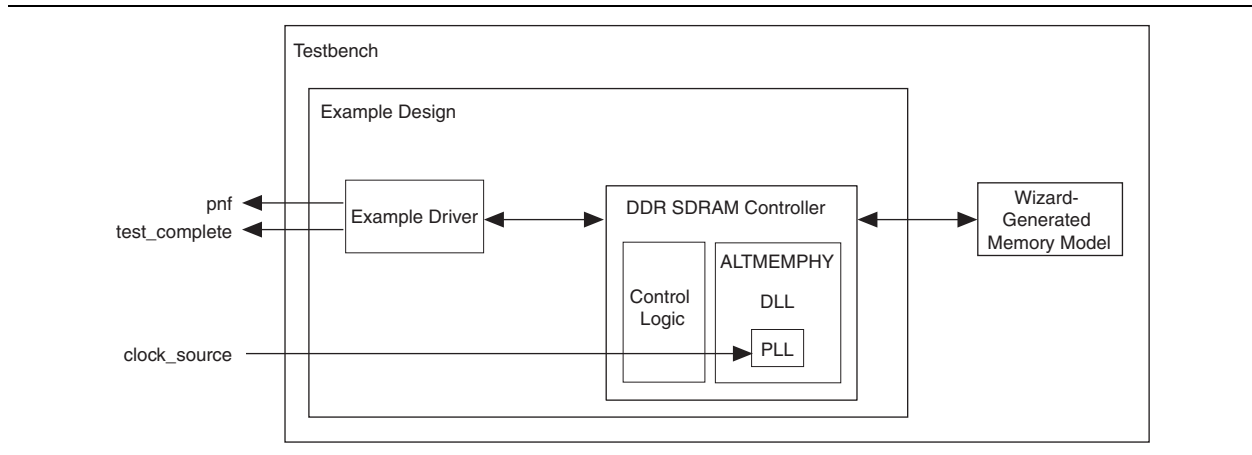 Testbench
Example Design
pnf
test_complete
Example Driver
DDR SDRAM Controller
Wizard-
Generated
Memory Model
Control
Logic
ALTMEMPHY
DLL
PLL
clock_source